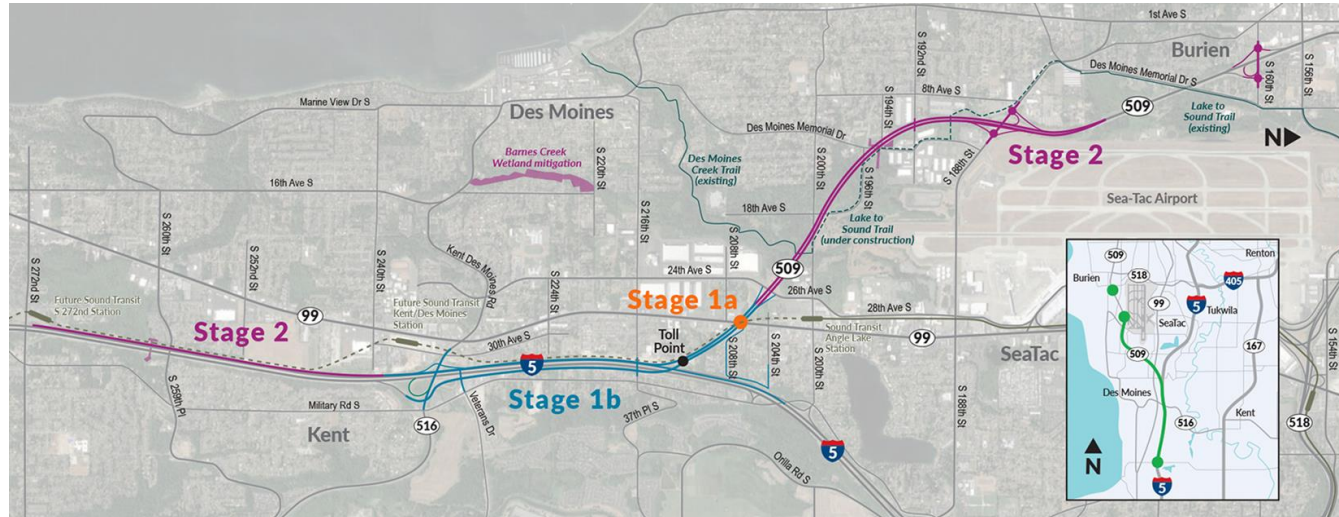 1st Ave S
Burien
S 192nd St
S 160th St
S 156th St
Des Moines Memorial Dr S
8th Ave S
509
Lake to
Sound Trail
(existing)
N
Marine View Dr S
Des Moines
S 194th St
Des Moines Memorial Dr
Stage 2
S 188th St
Barnes Creek
Wetland mitigation
S 220th St
Des Moines
Creek Trail
(existing)
S 200th St
S 196th St
16th Ave S
Sea-Tac Airport
18th Ave S
Lake to
Sound Trail
(under construction)
S 260th St
S 252nd St
S 240th St
S 216th St
S 208th St
Kent Des Moines Rd
S 272nd St
S 224th St
24th Ave S
509
26th Ave S
Stage 1a
28th Ave S
Future Sound Transit
S 272nd Station
Future Sound Transit
Kent/Des Moines
Station
99
Stage 2
30th Ave S
Toll
Point
Sound Transit
Angle Lake
Station
99
SeaTac
S 208th St
S 204th St
S 200th St
S 188th St
S 154th St
5
Stage 1b
S 259th Pl
Military Rd S
Veterans Dr
37th Pl S
516
Kent
5
Orilla Rd S
518
509
Renton
Burien
518
405
99
5
Tukwila
SeaTac
167
509
Des Moines
516
Kent
N
5